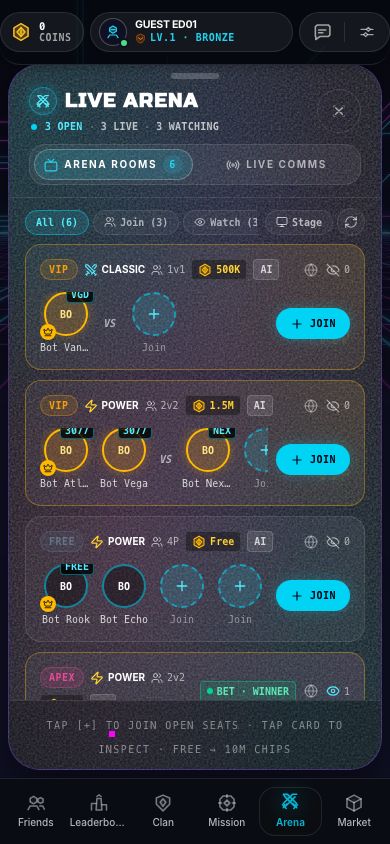 0
COINS
GUEST ED01
LV.1 · BRONZE
LIVE ARENA
3 OPEN · 3 LIVE · 3 WATCHING
ARENA ROOMS 6
LIVE COMMS
All (6)
Join (3)
Watch (3
Stage
VIP CLASSIC 1v1 500K AI 0
VGD
BO
VS
+
+ JOIN
Bot Van…
Join
VIP POWER 2v2 1.5M AI 0
3077
3077
NEX
BO
BO
VS
BO
+ JOIN
Bot Atl…
Bot Vega
Bot Nex…
Jo
FREE POWER 4P Free AI 0
FREE
BO
BO
+
+
+ JOIN
Bot Rook
Bot Echo
Join
Join
APEX POWER 2v2
BET · WINNER 1
TAP [+] TO JOIN OPEN SEATS · TAP CARD TO
INSPECT · FREE → 10M CHIPS
Friends
Leaderbo…
Clan
Mission
Arena
Market